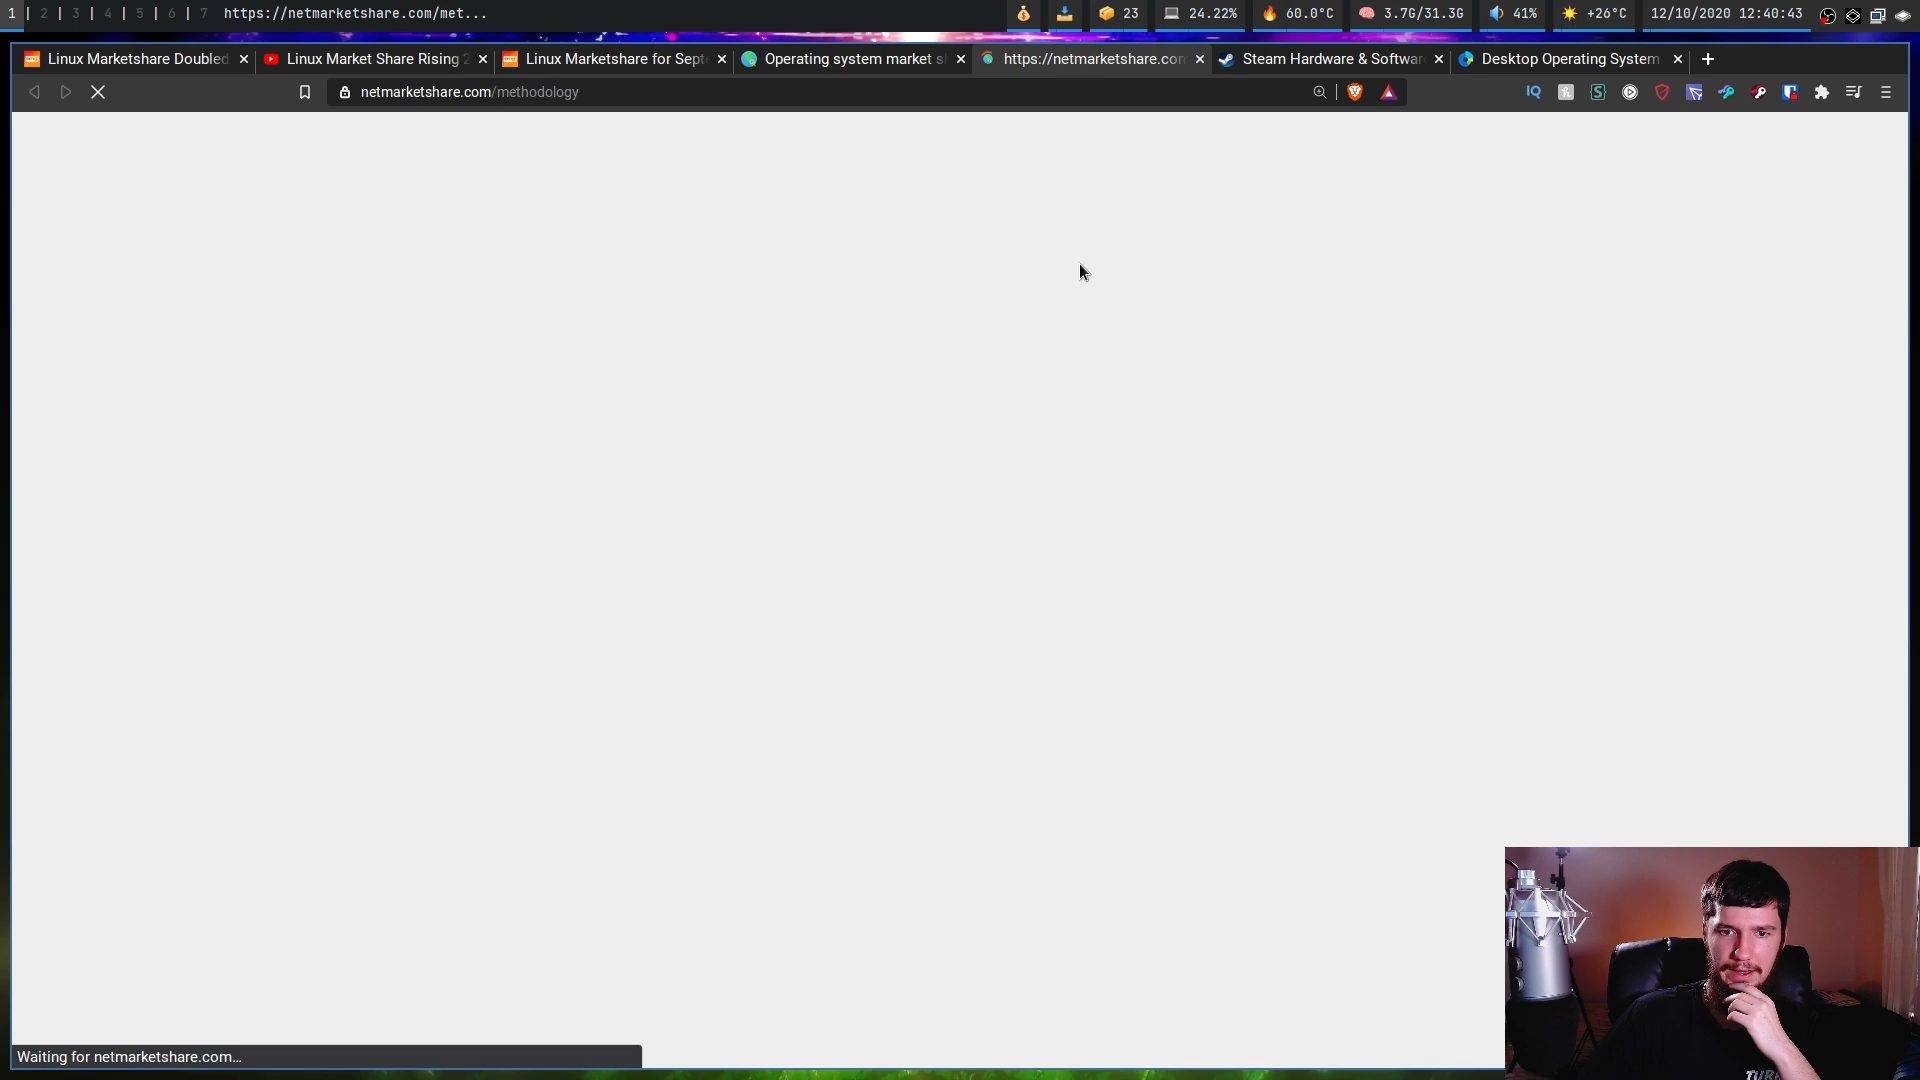 1 | 2 | 3 | 4 | 5 | 6 | 7 https://netmarketshare.com/met... 23 24.22% 60.0°C 3.7G/31.3G 41% +26°C 12/10/2020 12:40:43
Linux Marketshare Doubled Linux Market Share Rising 2 Linux Marketshare for Sept Operating system market s https://netmarketshare.com Steam Hardware & Softwar Desktop Operating System
netmarketshare.com/methodology IQ
Waiting for netmarketshare.com...